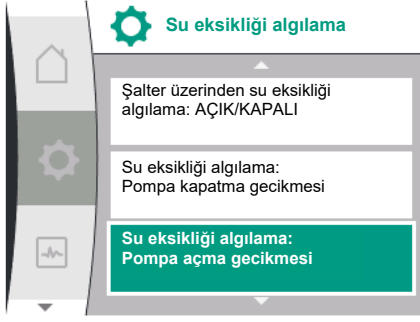 Su eksikliği algılama
Şalter üzerinden su eksikliği
algılama: AÇIK/KAPALI
Su eksikliği algılama:
Pompa kapatma gecikmesi
Su eksikliği algılama:
Pompa açma gecikmesi